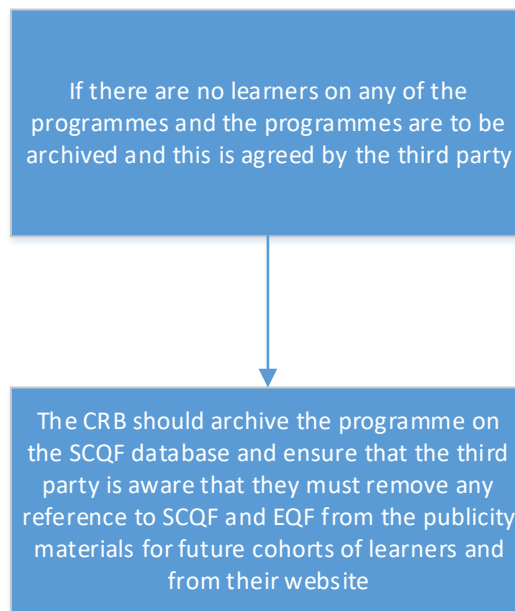 If there are no learners on any of the
programmes and the programmes are to be
archived and this is agreed by the third party
The CRB should archive the programme on
the SCQF database and ensure that the third
party is aware that they must remove any
reference to SCQF and EQF from the publicity
materials for future cohorts of learners and
from their website